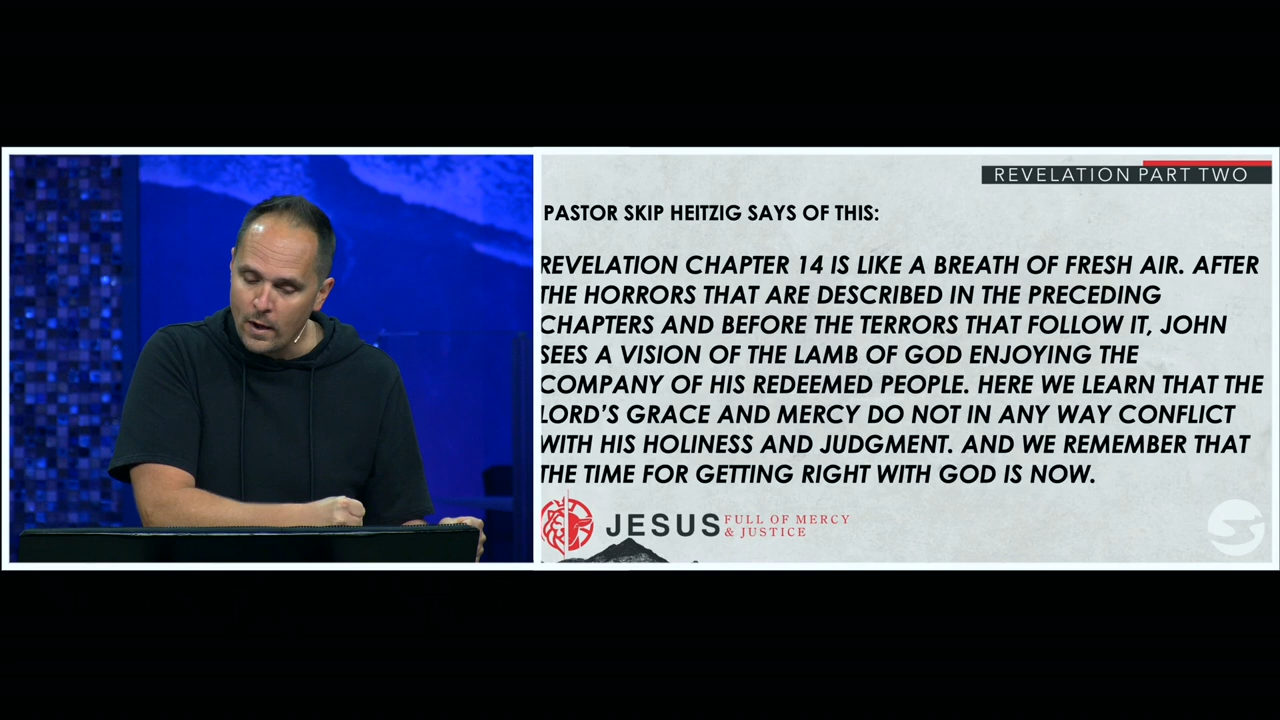 REVELATION PART TWO
PASTOR SKIP HEITZIG SAYS OF THIS:
REVELATION CHAPTER 14 IS LIKE A BREATH OF FRESH AIR. AFTER
THE HORRORS THAT ARE DESCRIBED IN THE PRECEDING
CHAPTERS AND BEFORE THE TERRORS THAT FOLLOW IT, JOHN
SEES A VISION OF THE LAMB OF GOD ENJOYING THE
COMPANY OF HIS REDEEMED PEOPLE. HERE WE LEARN THAT THE
LORD'S GRACE AND MERCY DO NOT IN ANY WAY CONFLICT
WITH HIS HOLINESS AND JUDGMENT. AND WE REMEMBER THAT
THE TIME FOR GETTING RIGHT WITH GOD IS NOW.
JESUS FULL OF MERCY
& JUSTICE